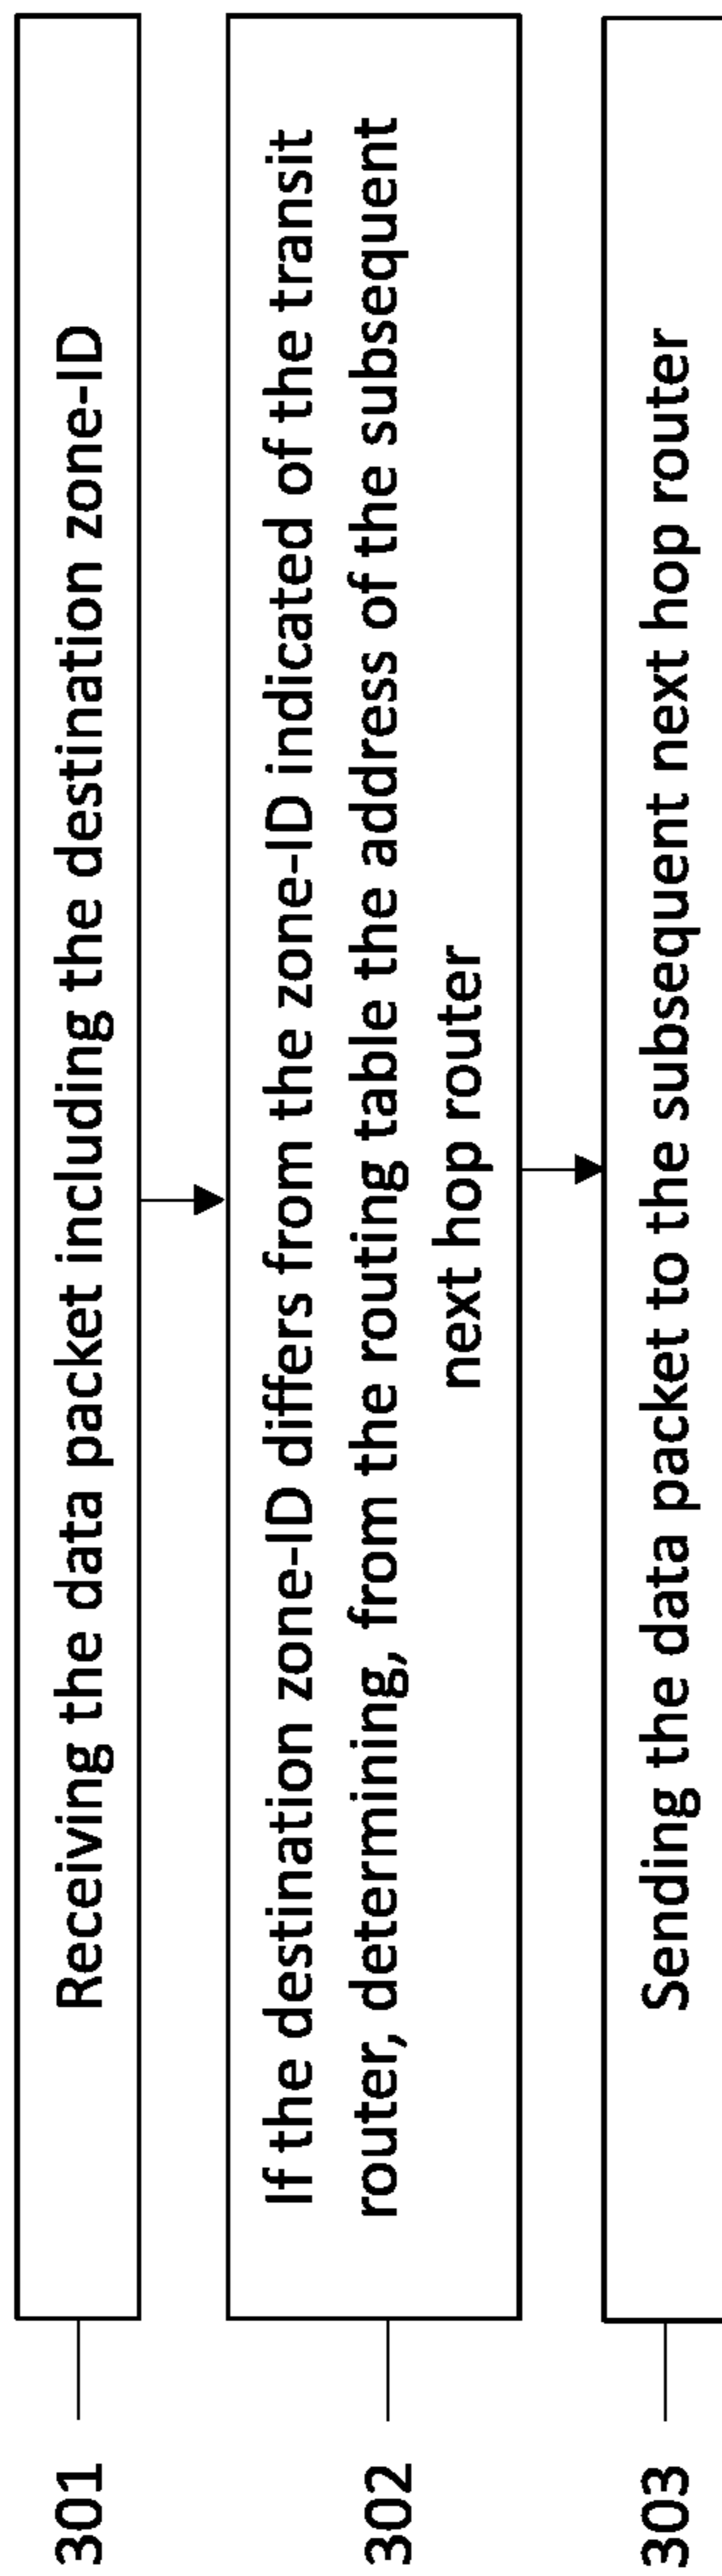 301
Receiving the data packet including the destination zone-ID
302
If the destination zone-ID differs from the zone-ID indicated of the transit
router, determining, from the routing table the address of the subsequent
next hop router
303
Sending the data packet to the subsequent next hop router